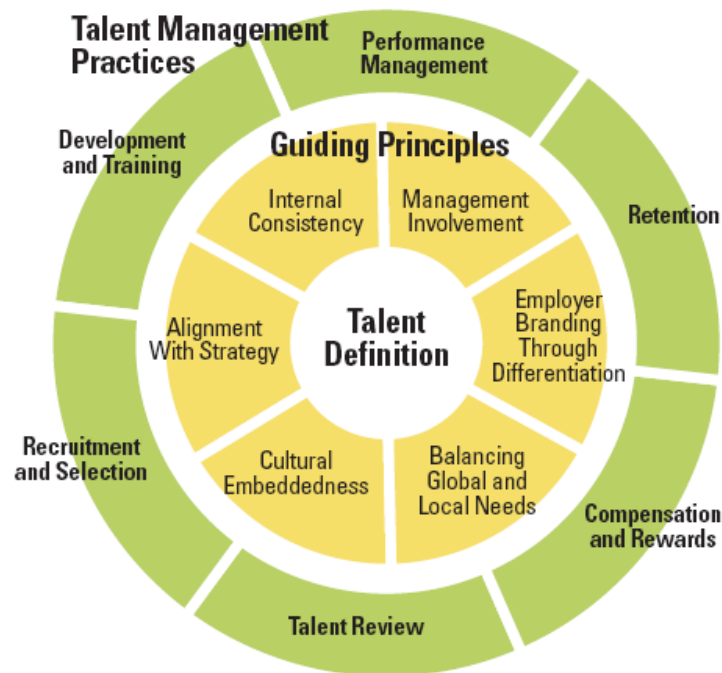 Talent Management
Practices
Performance
Management
Development
and Training
Retention
Compensation
and Rewards
Talent Review
Recruitment
and Selection
Guiding Principles
Internal
Consistency
Management
Involvement
Employer
Branding
Through
Differentiation
Balancing
Global and
Local Needs
Cultural
Embeddedness
Alignment
With Strategy
Talent
Definition